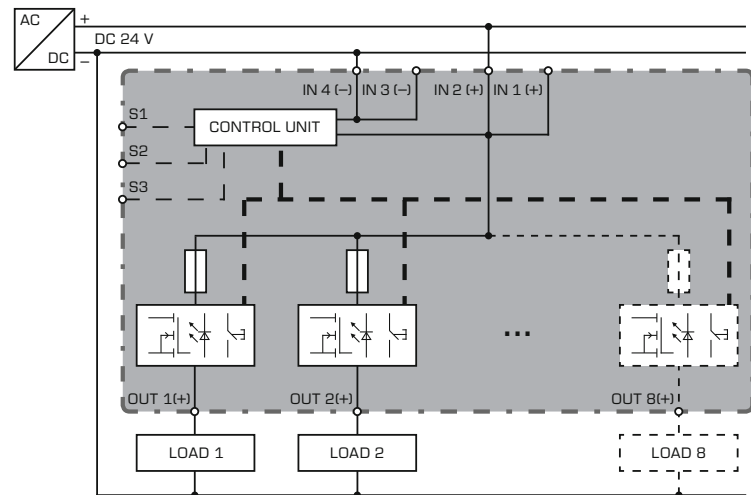 AC
+
DC 24 V
DC
–
IN 4 (–) IN 3 (–) IN 2 (+) IN 1 (+)
S1
CONTROL UNIT
S2
S3
...
OUT 1(+) OUT 2(+) OUT 8(+)
LOAD 1 LOAD 2 LOAD 8